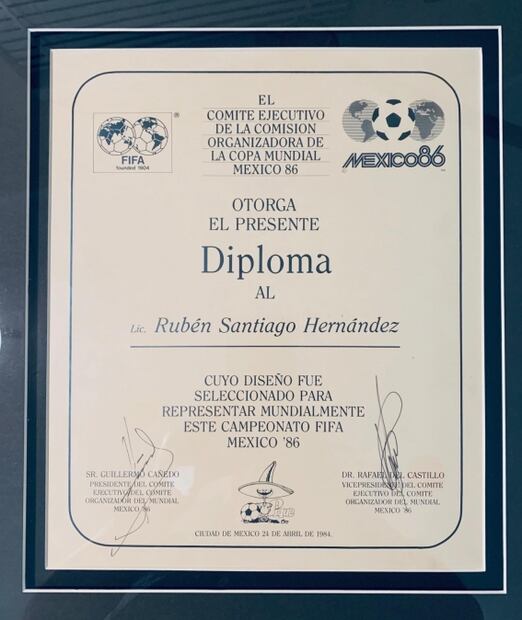 EL
COMITE EJECUTIVO
DE LA COMISION
ORGANIZADORA DE
LA COPA MUNDIAL
MEXICO 86
®
FIFA
founded 1904
MEXICO86
OTORGA
EL PRESENTE
Diploma
AL
Lic. Rubén Santiago Hernández
CUYO DISEÑO FUE
SELECCIONADO PARA
REPRESENTAR MUNDIALMENTE
ESTE CAMPEONATO FIFA
MEXICO '86
SR. GUILLERMO CAÑEDO
PRESIDENTE DEL COMITE
EJECUTIVO DEL COMITE
ORGANIZADOR DEL MUNDIAL
MEXICO '86
DR. RAFAEL DEL CASTILLO
VICEPRESIDENTE DEL COMITE
EJECUTIVO DEL COMITE
ORGANIZADOR DEL MUNDIAL
MEXICO '86
Pique
CIUDAD DE MEXICO 24 DE ABRIL DE 1984.